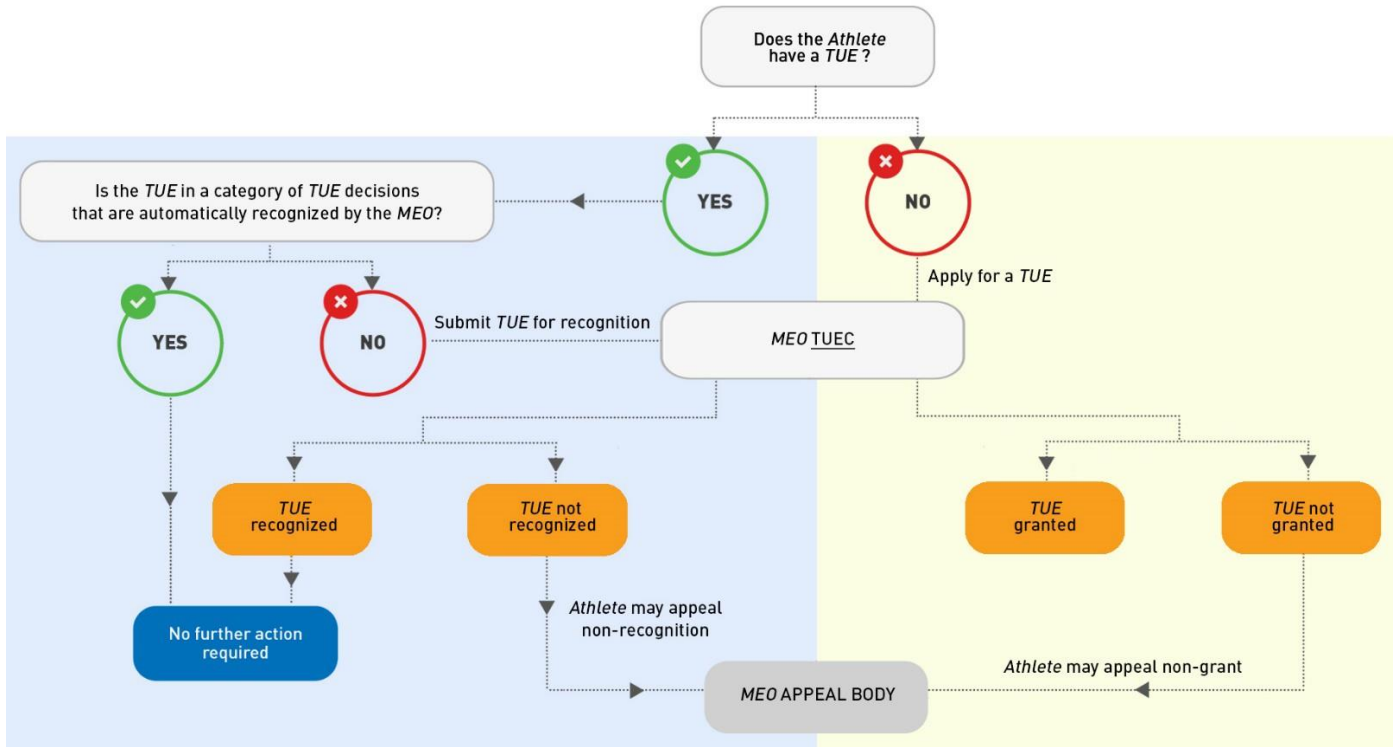 Does the Athlete
have a TUE ?
Is the TUE in a category of TUE decisions
that are automatically recognized by the MEO?
YES
NO
Apply for a TUE
YES
NO
Submit TUE for recognition
MEO TUEC
TUE
recognized
TUE not
recognized
TUE
granted
TUE not
granted
No further action
required
Athlete may appeal
non-recognition
Athlete may appeal non-grant
MEO APPEAL BODY